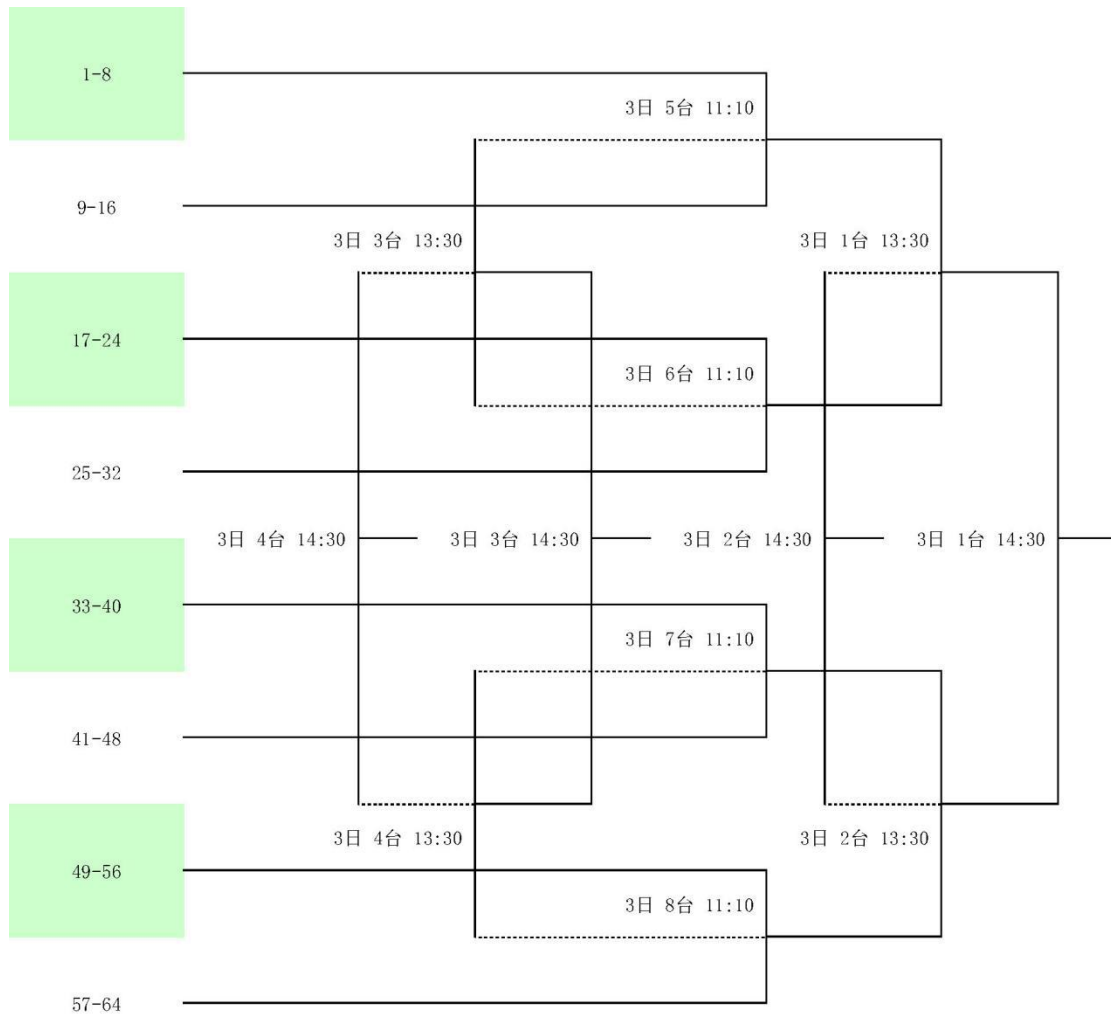 1-8
3日 5台 11:10
9-16
3日 3台 13:30
3日 1台 13:30
17-24
3日 6台 11:10
25-32
3日 4台 14:30
3日 3台 14:30
3日 2台 14:30
3日 1台 14:30
33-40
3日 7台 11:10
41-48
3日 4台 13:30
3日 2台 13:30
49-56
3日 8台 11:10
57-64